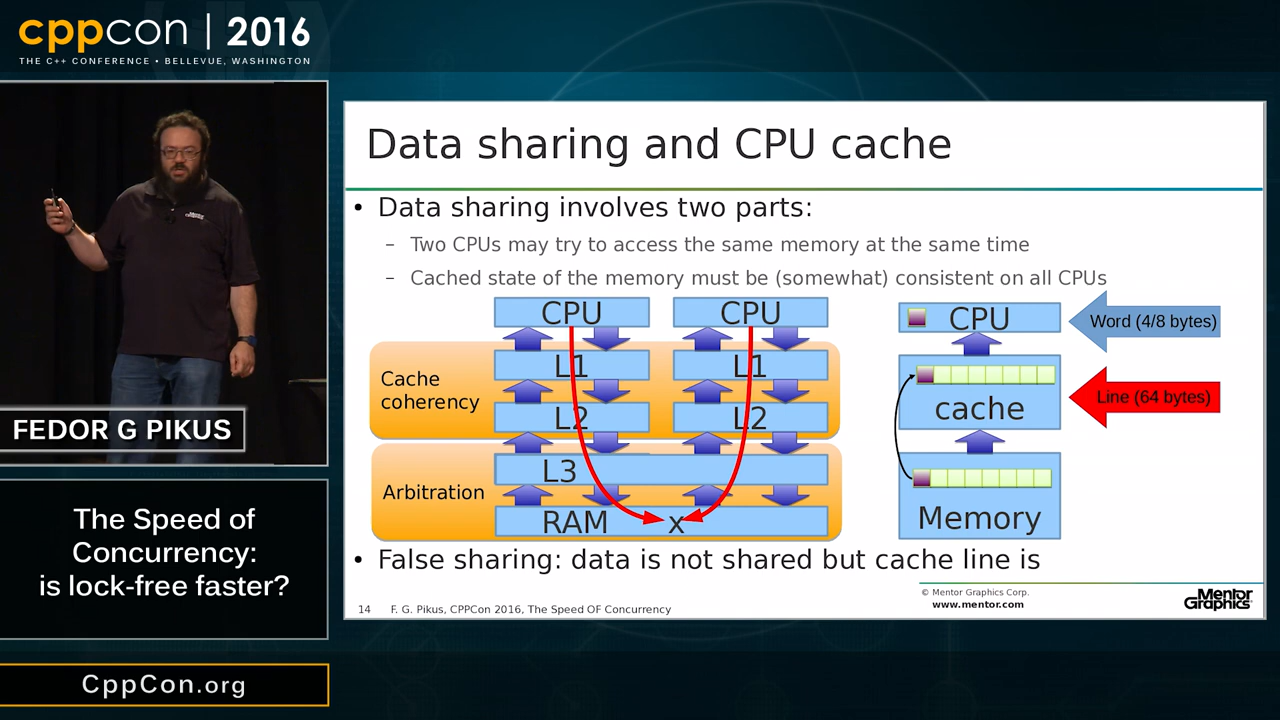 cppcon | 2016
THE C++ CONFERENCE • BELLEVUE, WASHINGTON
Mentor
Graphics
FEDOR G PIKUS
The Speed of
Concurrency:
is lock-free faster?
CppCon.org
Data sharing and CPU cache
• Data sharing involves two parts:
– Two CPUs may try to access the same memory at the same time
– Cached state of the memory must be (somewhat) consistent on all CPUs
CPU
CPU
L1
L1
L2
L2
L3
RAM
x
Cache
coherency
Arbitration
CPU
Word (4/8 bytes)
cache
Line (64 bytes)
Memory
• False sharing: data is not shared but cache line is
14 F. G. Pikus, CPPCon 2016, The Speed OF Concurrency
© Mentor Graphics Corp.
www.mentor.com
Mentor
Graphics